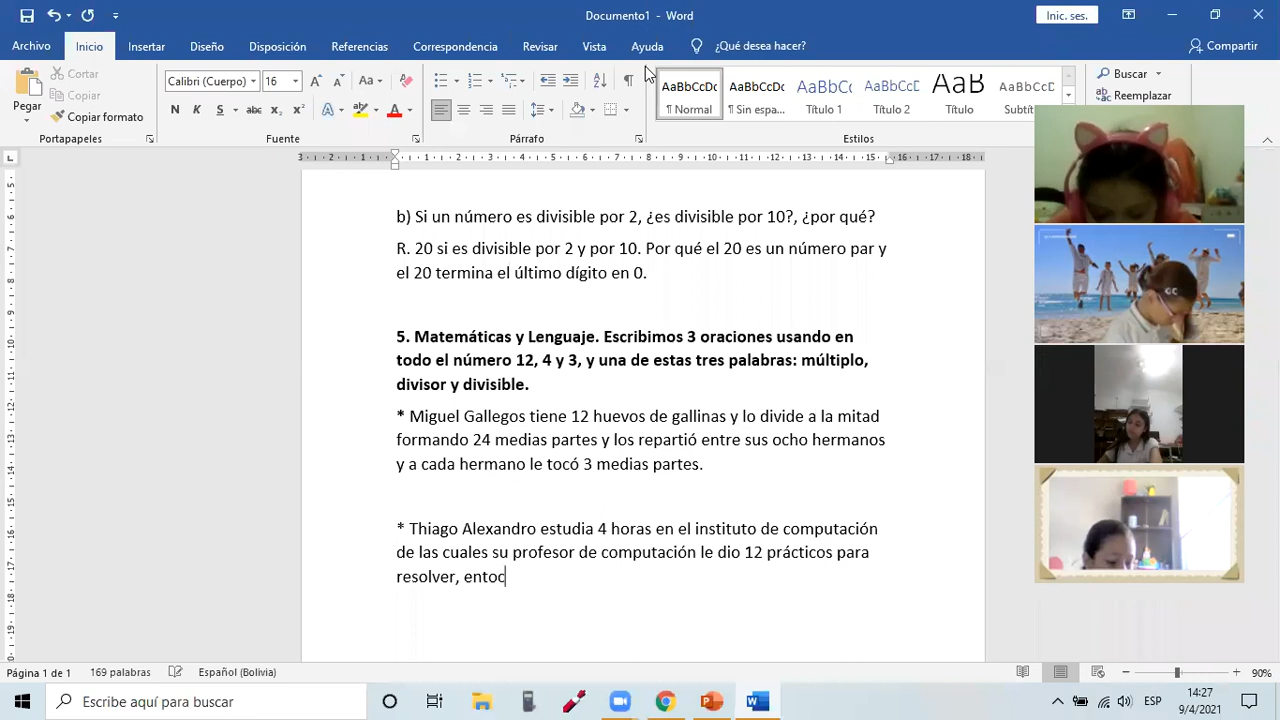 Documento1 - Word
Inic. ses.
Archivo Inicio Insertar Diseño Disposición Referencias Correspondencia Revisar Vista Ayuda ¿Qué desea hacer? Compartir
Pegar
Cortar
Copiar
Copiar formato
Portapapeles
Calibri (Cuerpo) 16
N K S abc x₂ x²
Fuente
Párrafo
AaBbCcDc AaBbCcDc AaBbCc AaBbCcD AaB AaBbCcD
¶ Normal ¶ Sin espa... Título 1 Título 2 Título Subtít
Estilos
Buscar
Reemplazar
b) Si un número es divisible por 2, ¿es divisible por 10?, ¿por qué?
R. 20 si es divisible por 2 y por 10. Por qué el 20 es un número par y
el 20 termina el último dígito en 0.
5. Matemáticas y Lenguaje. Escribimos 3 oraciones usando en
todo el número 12, 4 y 3, y una de estas tres palabras: múltiplo,
divisor y divisible.
* Miguel Gallegos tiene 12 huevos de gallinas y lo divide a la mitad
formando 24 medias partes y los repartió entre sus ocho hermanos
y a cada hermano le tocó 3 medias partes.
* Thiago Alexandro estudia 4 horas en el instituto de computación
de las cuales su profesor de computación le dio 12 prácticos para
resolver, entoc
Página 1 de 1 169 palabras Español (Bolivia) 90%
Escribe aquí para buscar
ESP
14:27
9/4/2021